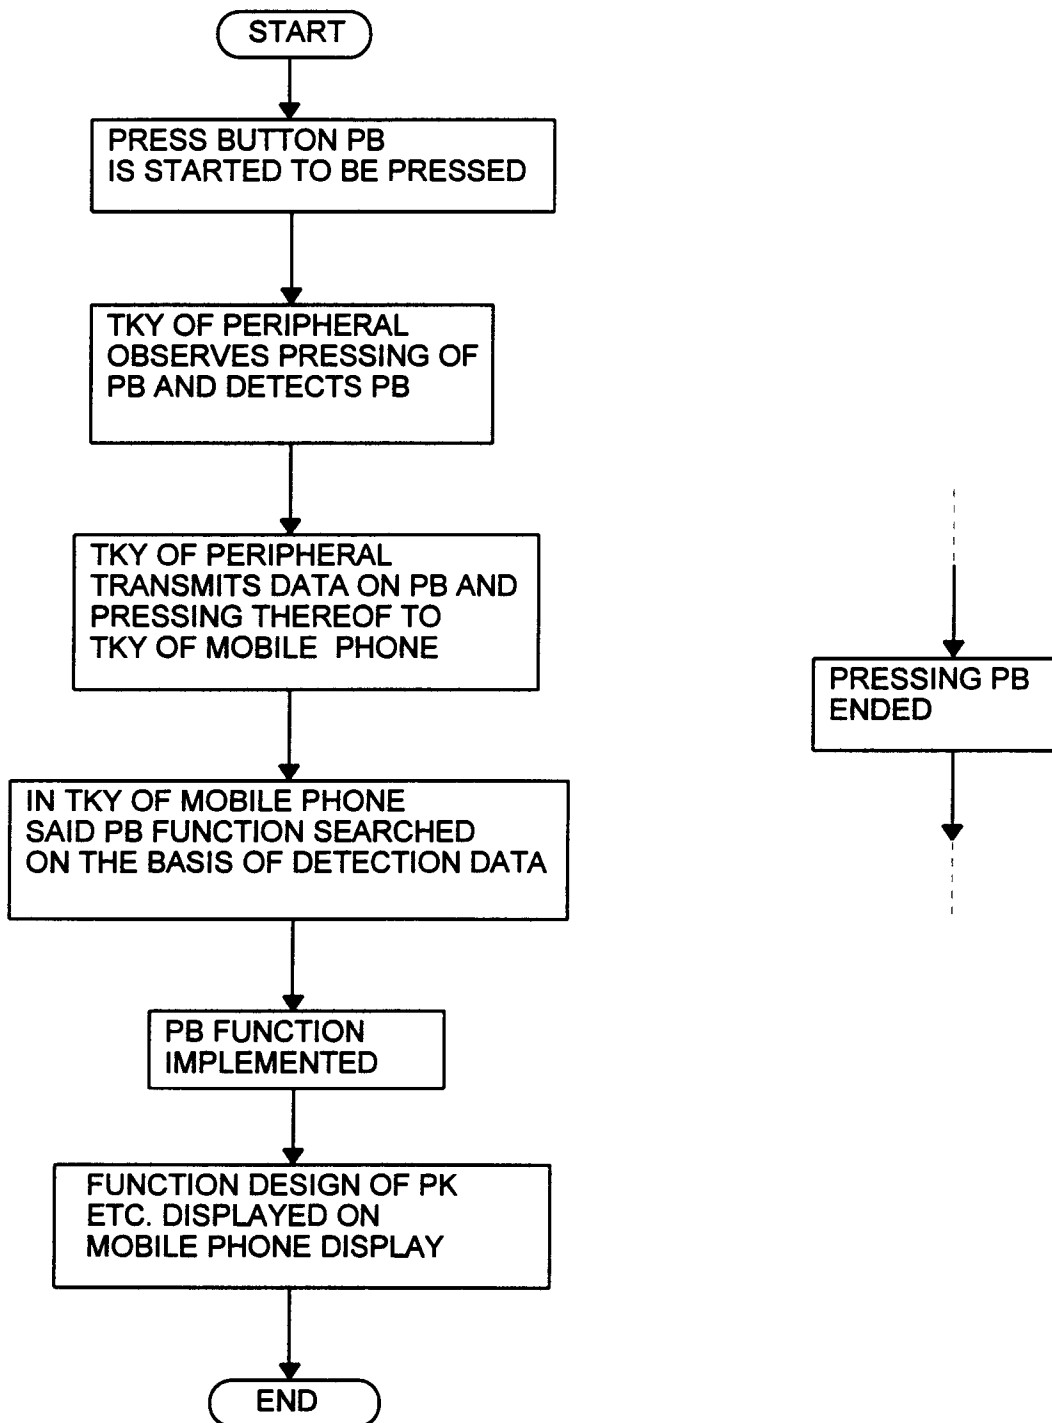 START
PRESS BUTTON PB
IS STARTED TO BE PRESSED
TKY OF PERIPHERAL
OBSERVES PRESSING OF
PB AND DETECTS PB
TKY OF PERIPHERAL
TRANSMITS DATA ON PB AND
PRESSING THEREOF TO
TKY OF MOBILE PHONE
IN TKY OF MOBILE PHONE
SAID PB FUNCTION SEARCHED
ON THE BASIS OF DETECTION DATA
PB FUNCTION
IMPLEMENTED
FUNCTION DESIGN OF PK
ETC. DISPLAYED ON
MOBILE PHONE DISPLAY
END
PRESSING PB
ENDED